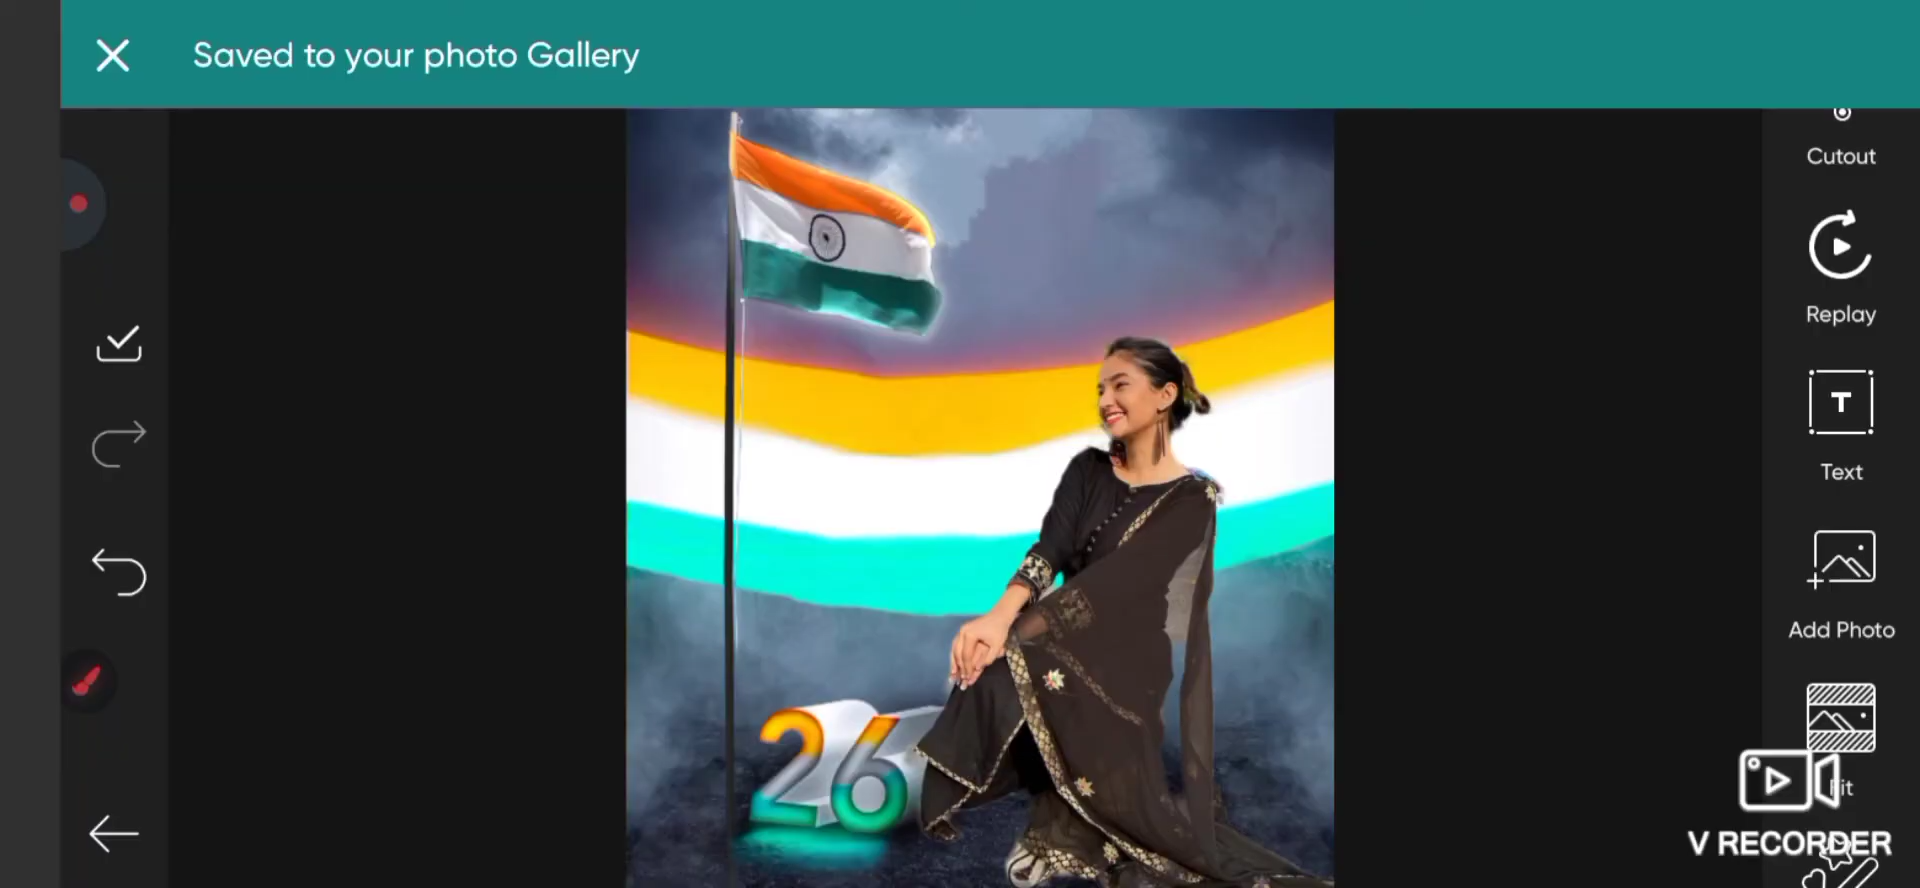 Saved to your photo Gallery
Cutout
Replay
Text
Add Photo
26
V RECORDER